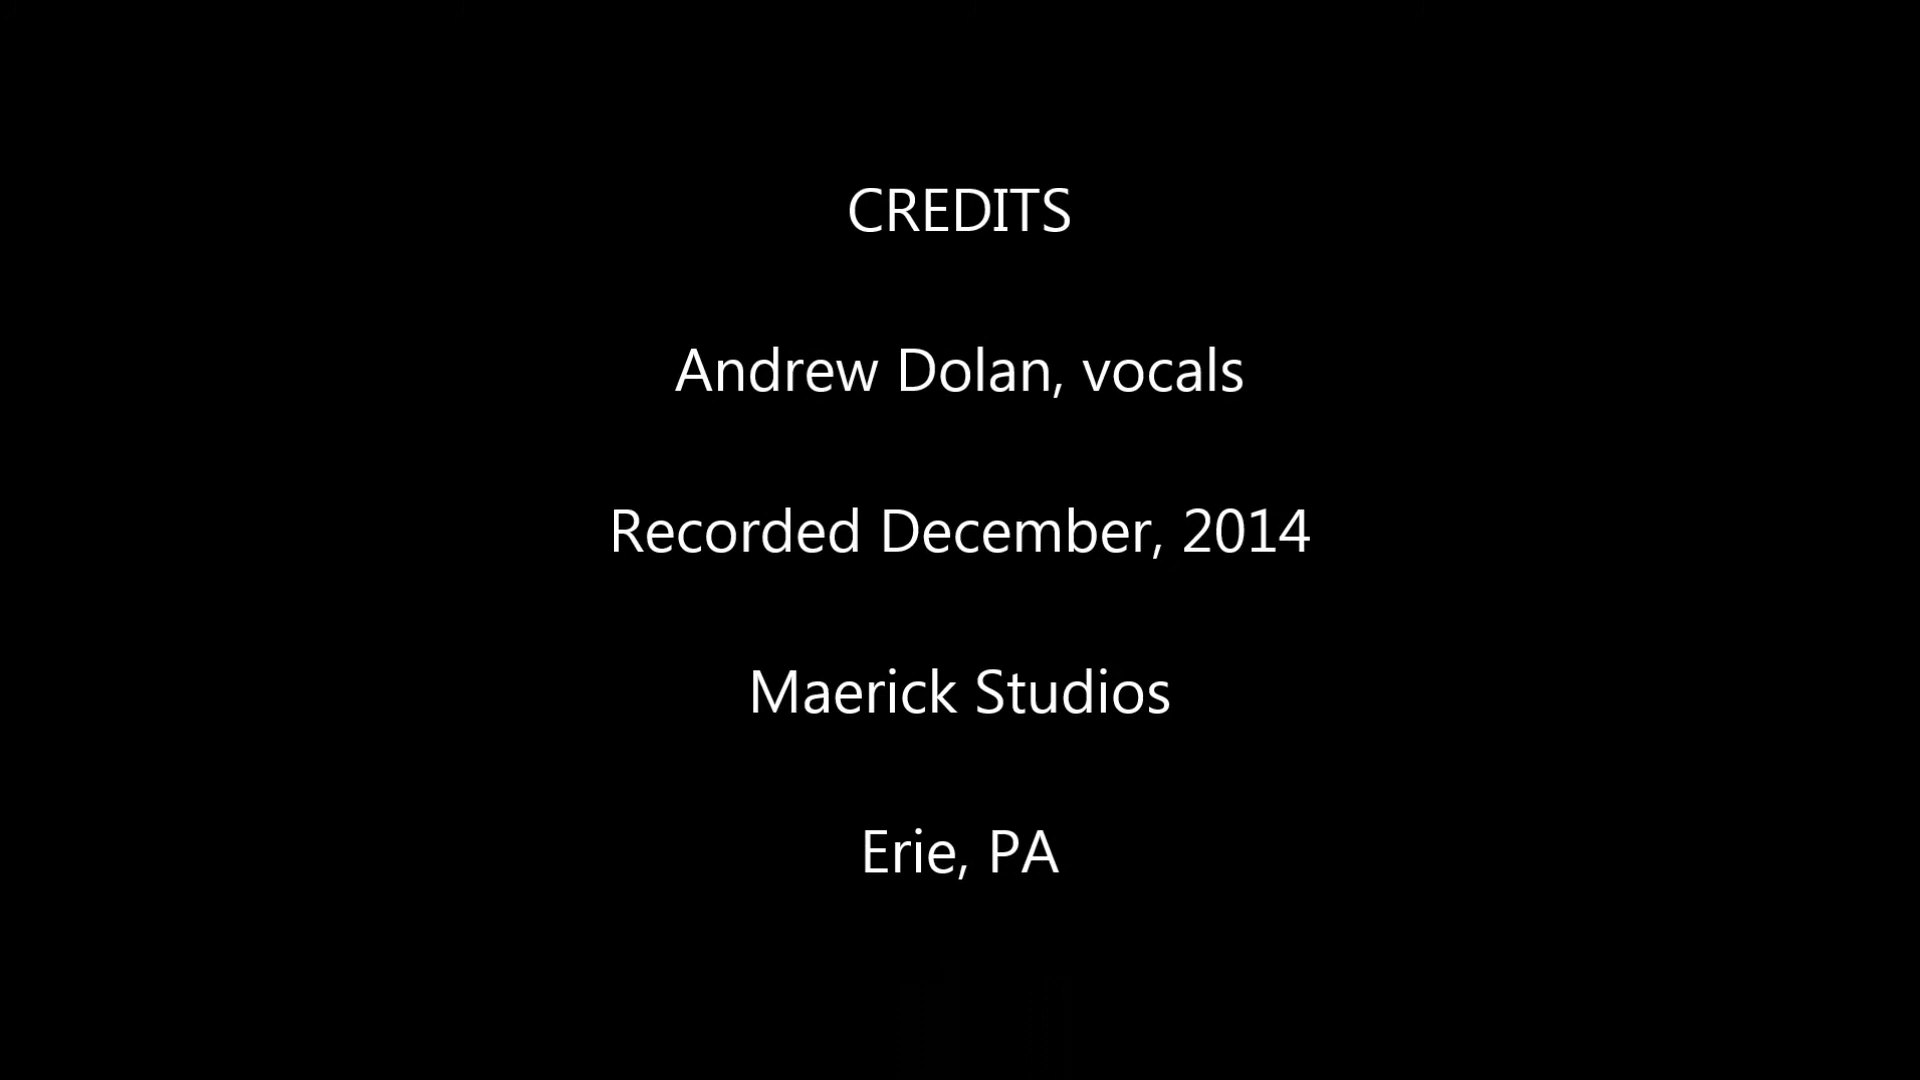 CREDITS
Andrew Dolan, vocals
Recorded December, 2014
Maerick Studios
Erie, PA